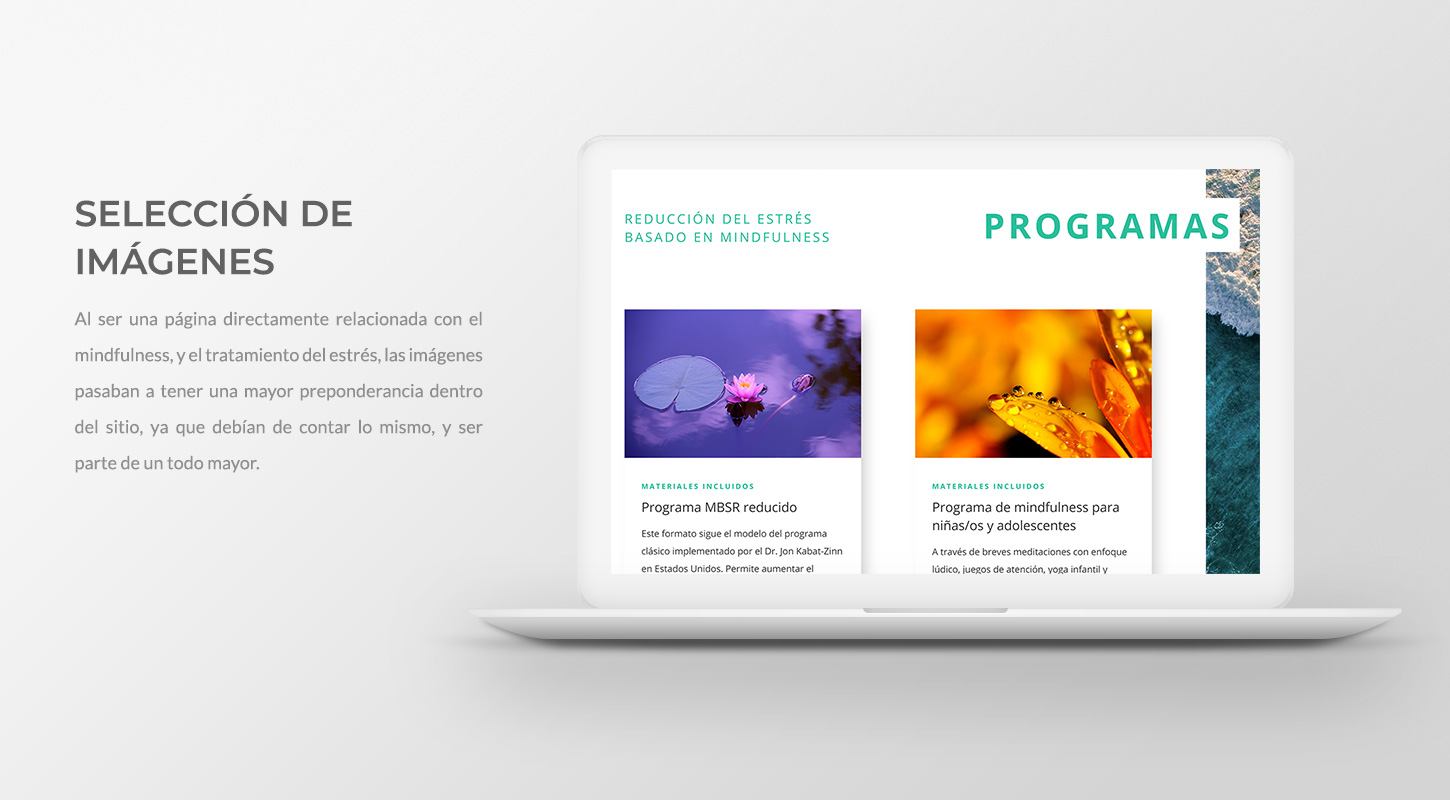 SELECCIÓN DE
IMÁGENES
Al ser una página directamente relacionada con el
mindfulness, y el tratamiento del estrés, las imágenes
pasaban a tener una mayor preponderancia dentro
del sitio, ya que debían de contar lo mismo, y ser
parte de un todo mayor.
REDUCCIÓN DEL ESTRÉS
BASADO EN MINDFULNESS
PROGRAMAS
MATERIALES INCLUIDOS
Programa MBSR reducido
Este formato sigue el modelo del programa
clásico implementado por el Dr. Jon Kabat-Zinn
en Estados Unidos. Permite aumentar el
MATERIALES INCLUIDOS
Programa de mindfulness para
niñas/os y adolescentes
A través de breves meditaciones con enfoque
lúdico, juegos de atención, yoga infantil y